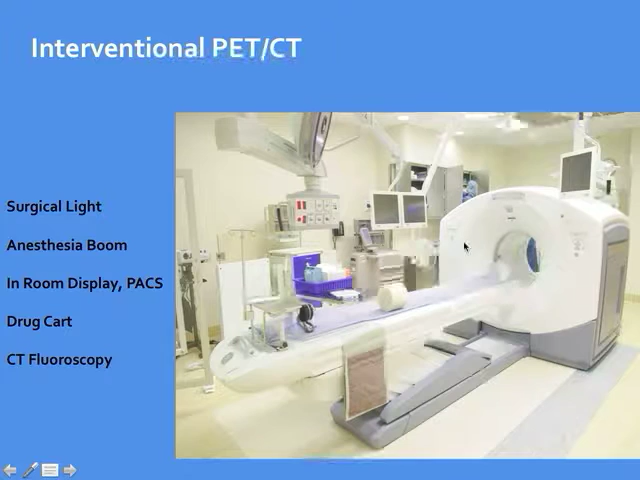 Interventional PET/CT
Surgical Light
Anesthesia Boom
In Room Display, PACS
Drug Cart
CT Fluoroscopy